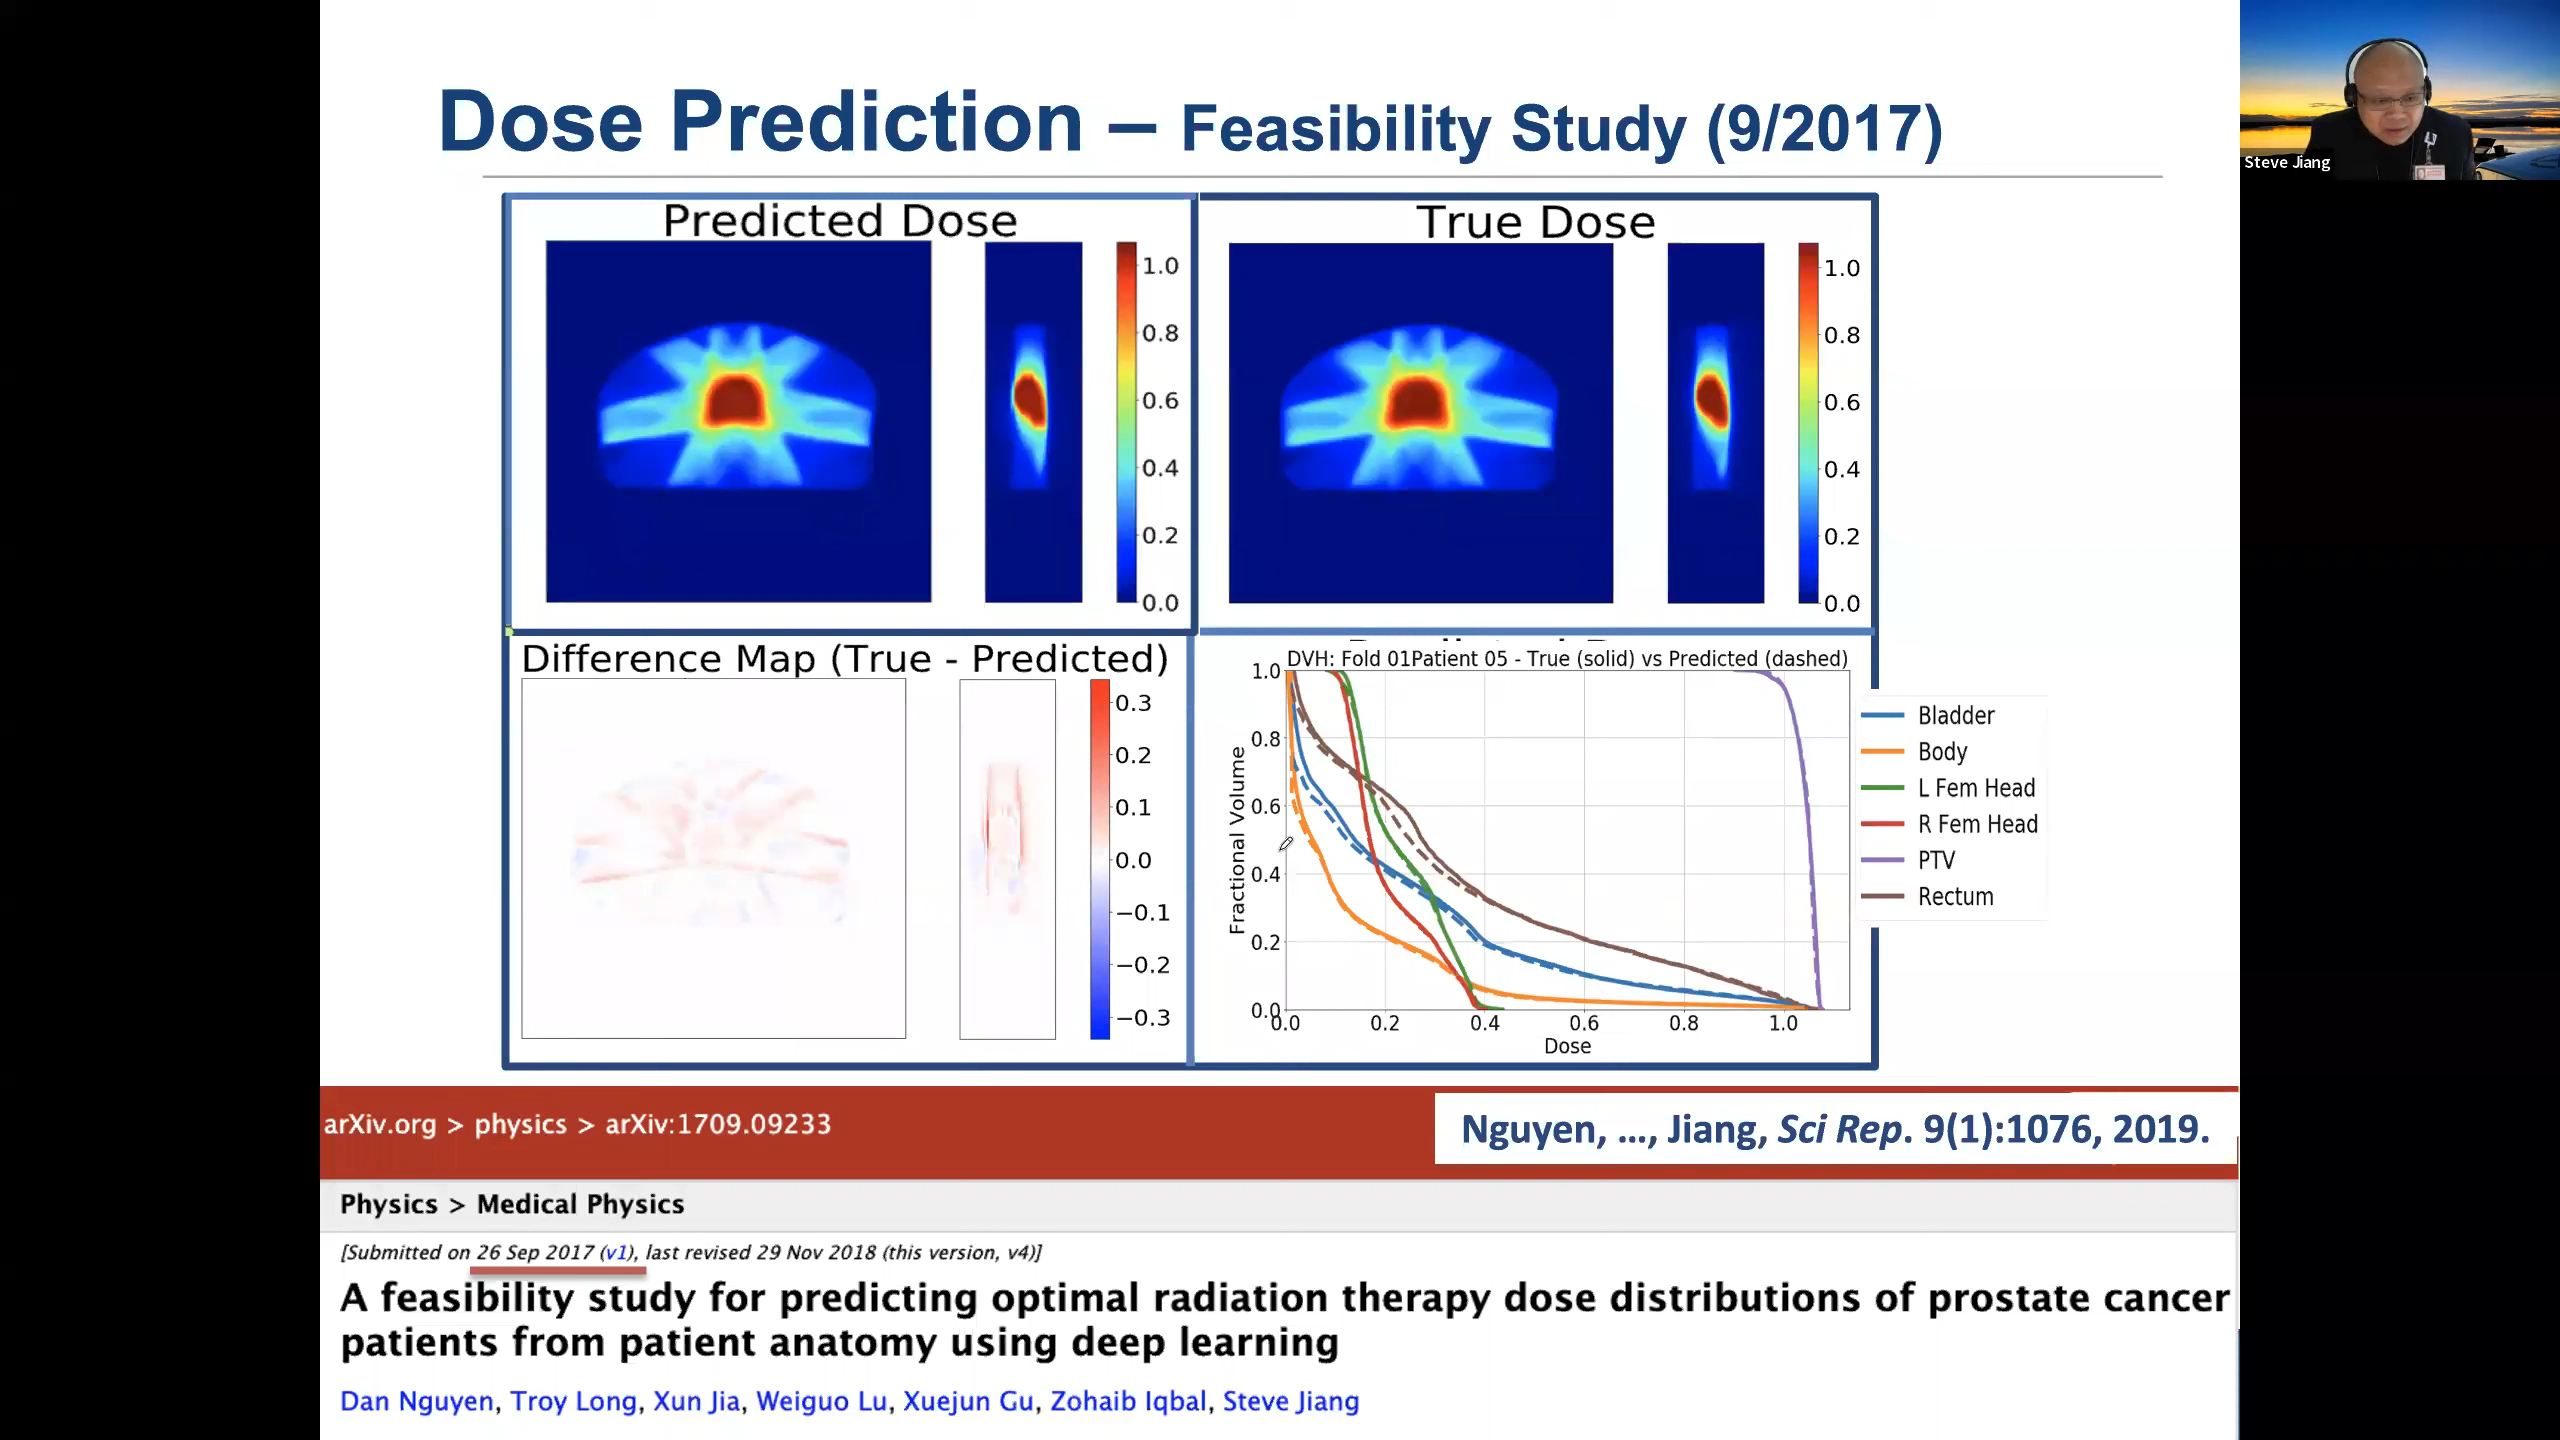 Dose Prediction – Feasibility Study (9/2017)
Steve Jiang
Predicted Dose
1.0
0.8
0.6
0.4
0.2
0.0
True Dose
1.0
0.8
0.6
0.4
0.2
0.0
Difference Map (True - Predicted)
0.3
0.2
0.1
0.0
−0.1
−0.2
−0.3
DVH: Fold 01Patient 05 - True (solid) vs Predicted (dashed)
Fractional Volume
1.0
0.8
0.6
0.4
0.2
0.0
0.0 0.2 0.4 0.6 0.8 1.0
Dose
Bladder
Body
L Fem Head
R Fem Head
PTV
Rectum
arXiv.org > physics > arXiv:1709.09233
Nguyen, ..., Jiang, Sci Rep. 9(1):1076, 2019.
Physics > Medical Physics
[Submitted on 26 Sep 2017 (v1), last revised 29 Nov 2018 (this version, v4)]
A feasibility study for predicting optimal radiation therapy dose distributions of prostate cancer
patients from patient anatomy using deep learning
Dan Nguyen, Troy Long, Xun Jia, Weiguo Lu, Xuejun Gu, Zohaib Iqbal, Steve Jiang